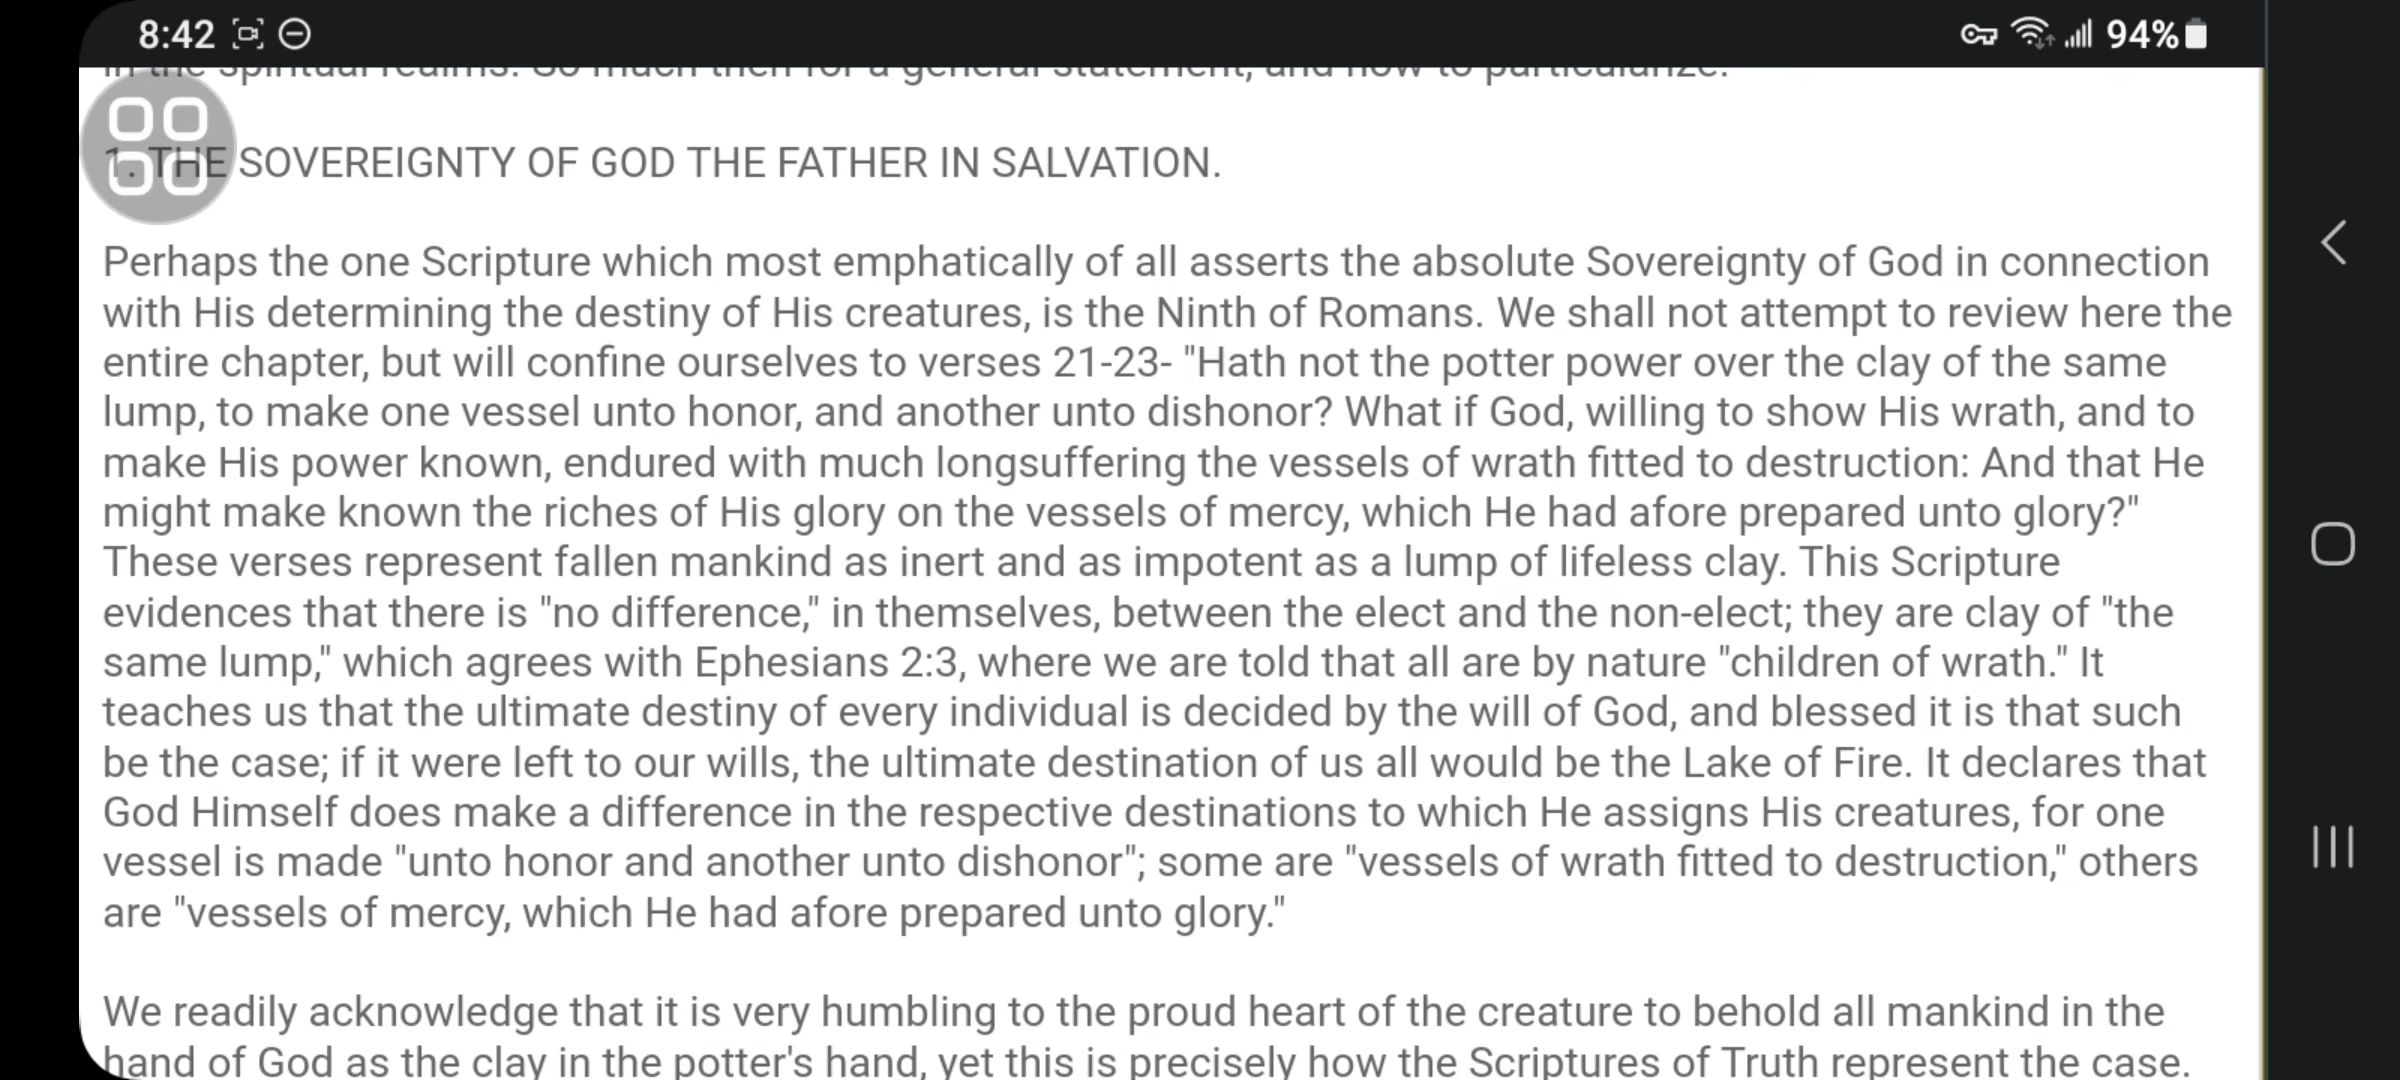 8:42 94%
in the spiritual realms. So much then for a general statement, and now to particularize.
1. THE SOVEREIGNTY OF GOD THE FATHER IN SALVATION.
Perhaps the one Scripture which most emphatically of all asserts the absolute Sovereignty of God in connection
with His determining the destiny of His creatures, is the Ninth of Romans. We shall not attempt to review here the
entire chapter, but will confine ourselves to verses 21-23- "Hath not the potter power over the clay of the same
lump, to make one vessel unto honor, and another unto dishonor? What if God, willing to show His wrath, and to
make His power known, endured with much longsuffering the vessels of wrath fitted to destruction: And that He
might make known the riches of His glory on the vessels of mercy, which He had afore prepared unto glory?"
These verses represent fallen mankind as inert and as impotent as a lump of lifeless clay. This Scripture
evidences that there is "no difference," in themselves, between the elect and the non-elect; they are clay of "the
same lump," which agrees with Ephesians 2:3, where we are told that all are by nature "children of wrath." It
teaches us that the ultimate destiny of every individual is decided by the will of God, and blessed it is that such
be the case; if it were left to our wills, the ultimate destination of us all would be the Lake of Fire. It declares that
God Himself does make a difference in the respective destinations to which He assigns His creatures, for one
vessel is made "unto honor and another unto dishonor"; some are "vessels of wrath fitted to destruction," others
are "vessels of mercy, which He had afore prepared unto glory."
We readily acknowledge that it is very humbling to the proud heart of the creature to behold all mankind in the
hand of God as the clay in the potter's hand, yet this is precisely how the Scriptures of Truth represent the case.